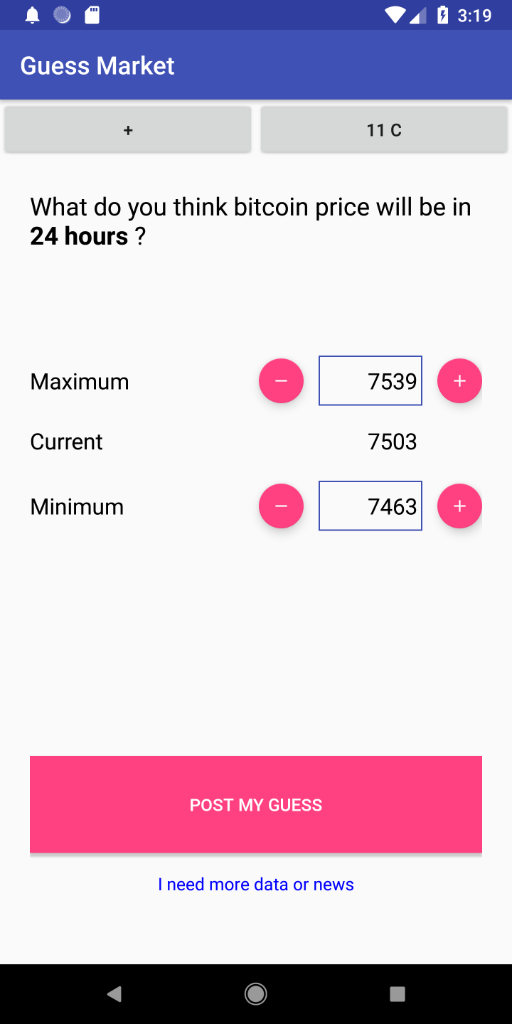 3:19
Guess Market
+
11 C
What do you think bitcoin price will be in
24 hours ?
Maximum − 7539 +
Current 7503
Minimum − 7463 +
POST MY GUESS
I need more data or news